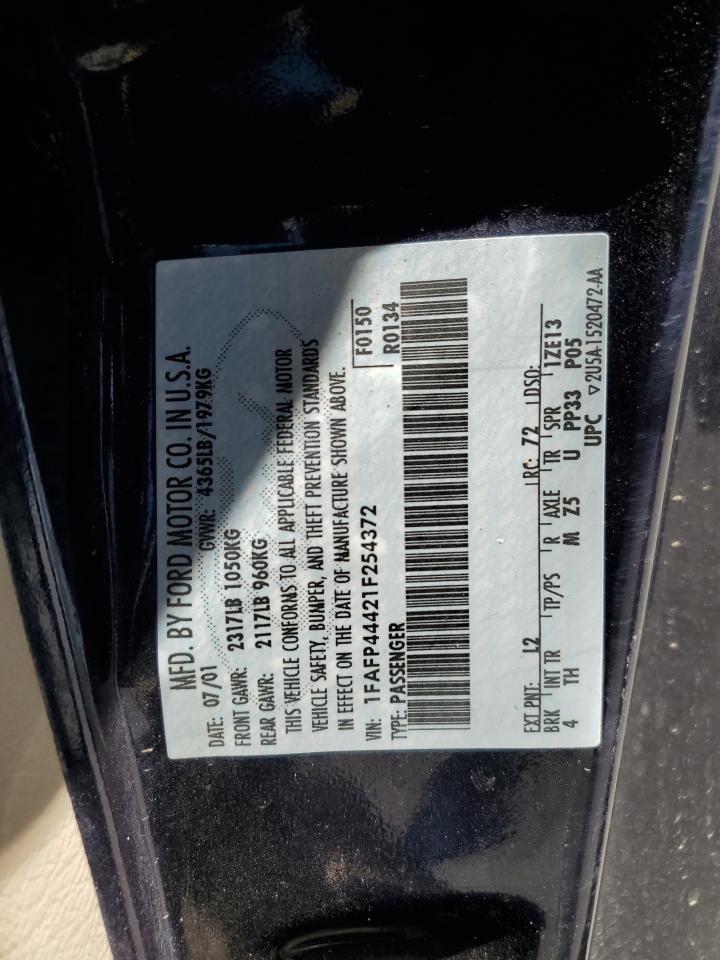 MFD. BY FORD MOTOR CO. IN U.S.A.
DATE: 07/01 GVWR: 4365LB/1979KG
FRONT GAWR: 2317LB 1050KG
REAR GAWR: 2117LB 960KG
THIS VEHICLE CONFORMS TO ALL APPLICABLE FEDERAL MOTOR
VEHICLE SAFETY, BUMPER, AND THEFT PREVENTION STANDARDS
IN EFFECT ON THE DATE OF MANUFACTURE SHOWN ABOVE.
VIN: 1FAFP44421F254372 F0150
TYPE: PASSENGER R0134
EXT PNT: L2 RC: 72 DSO:
BRK INT TR TP/PS R AXLE TR SPR 1ZE13
4 TH M Z5 U PP33 P05
UPC ▽2U5A-1520472-AA